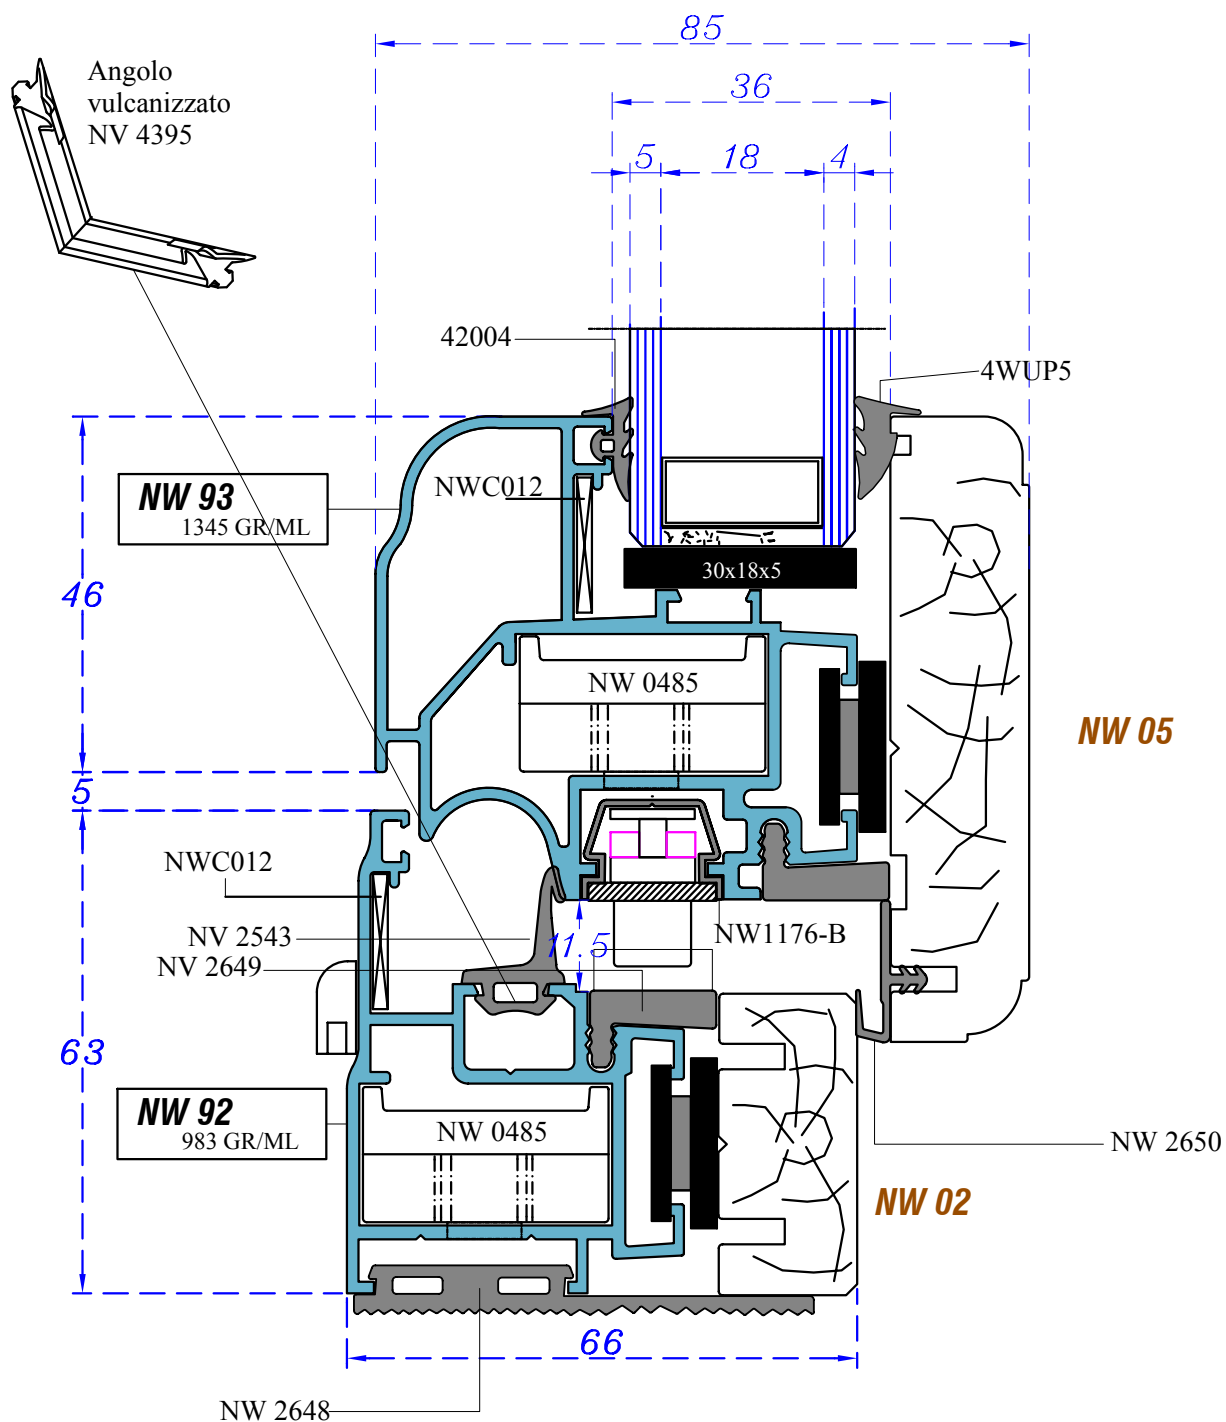 85
Angolo
vulcanizzato
NV 4395
36
5
18
4
42004
4WUP5
NW 93
1345 GR/ML
NWC012
30x18x5
46
NW 0485
NW 05
5
NWC012
NV 2543
11.5
NW1176-B
NV 2649
63
NW 92
983 GR/ML
NW 0485
NW 2650
NW 02
66
NW 2648